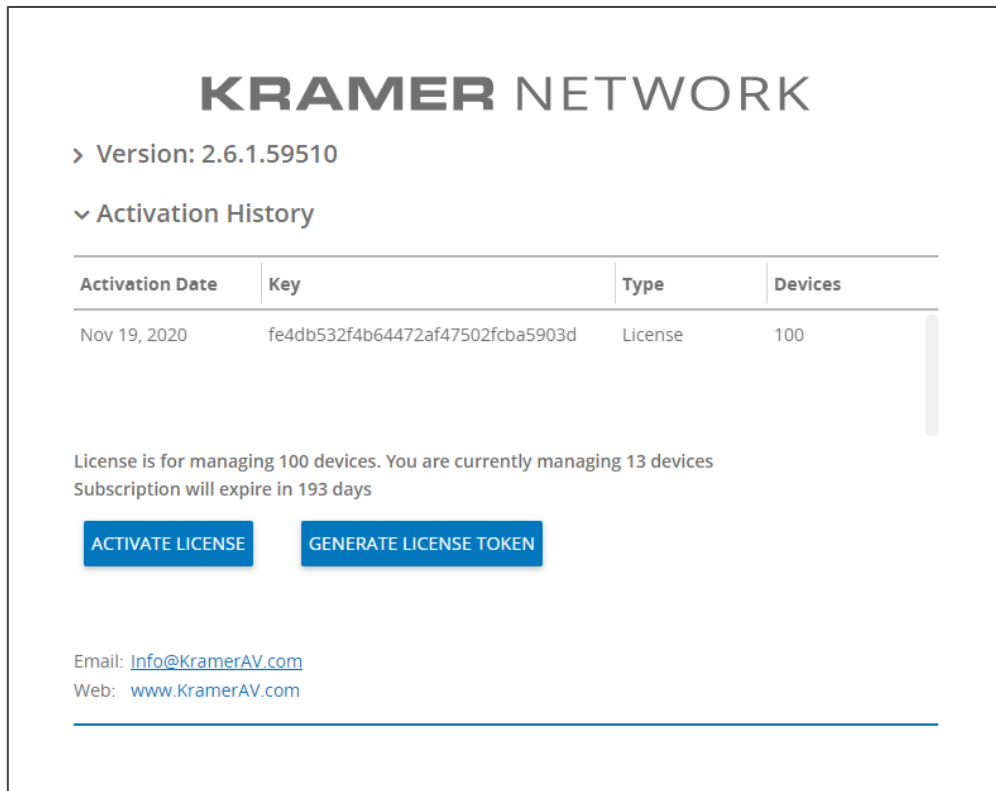 KRAMER NETWORK
Version: 2.6.1.59510
Activation History
Activation Date Key Type Devices
Nov 19, 2020 fe4db532f4b64472af47502fcba5903d License 100
License is for managing 100 devices. You are currently managing 13 devices
Subscription will expire in 193 days
ACTIVATE LICENSE GENERATE LICENSE TOKEN
Email: Info@KramerAV.com
Web: www.KramerAV.com